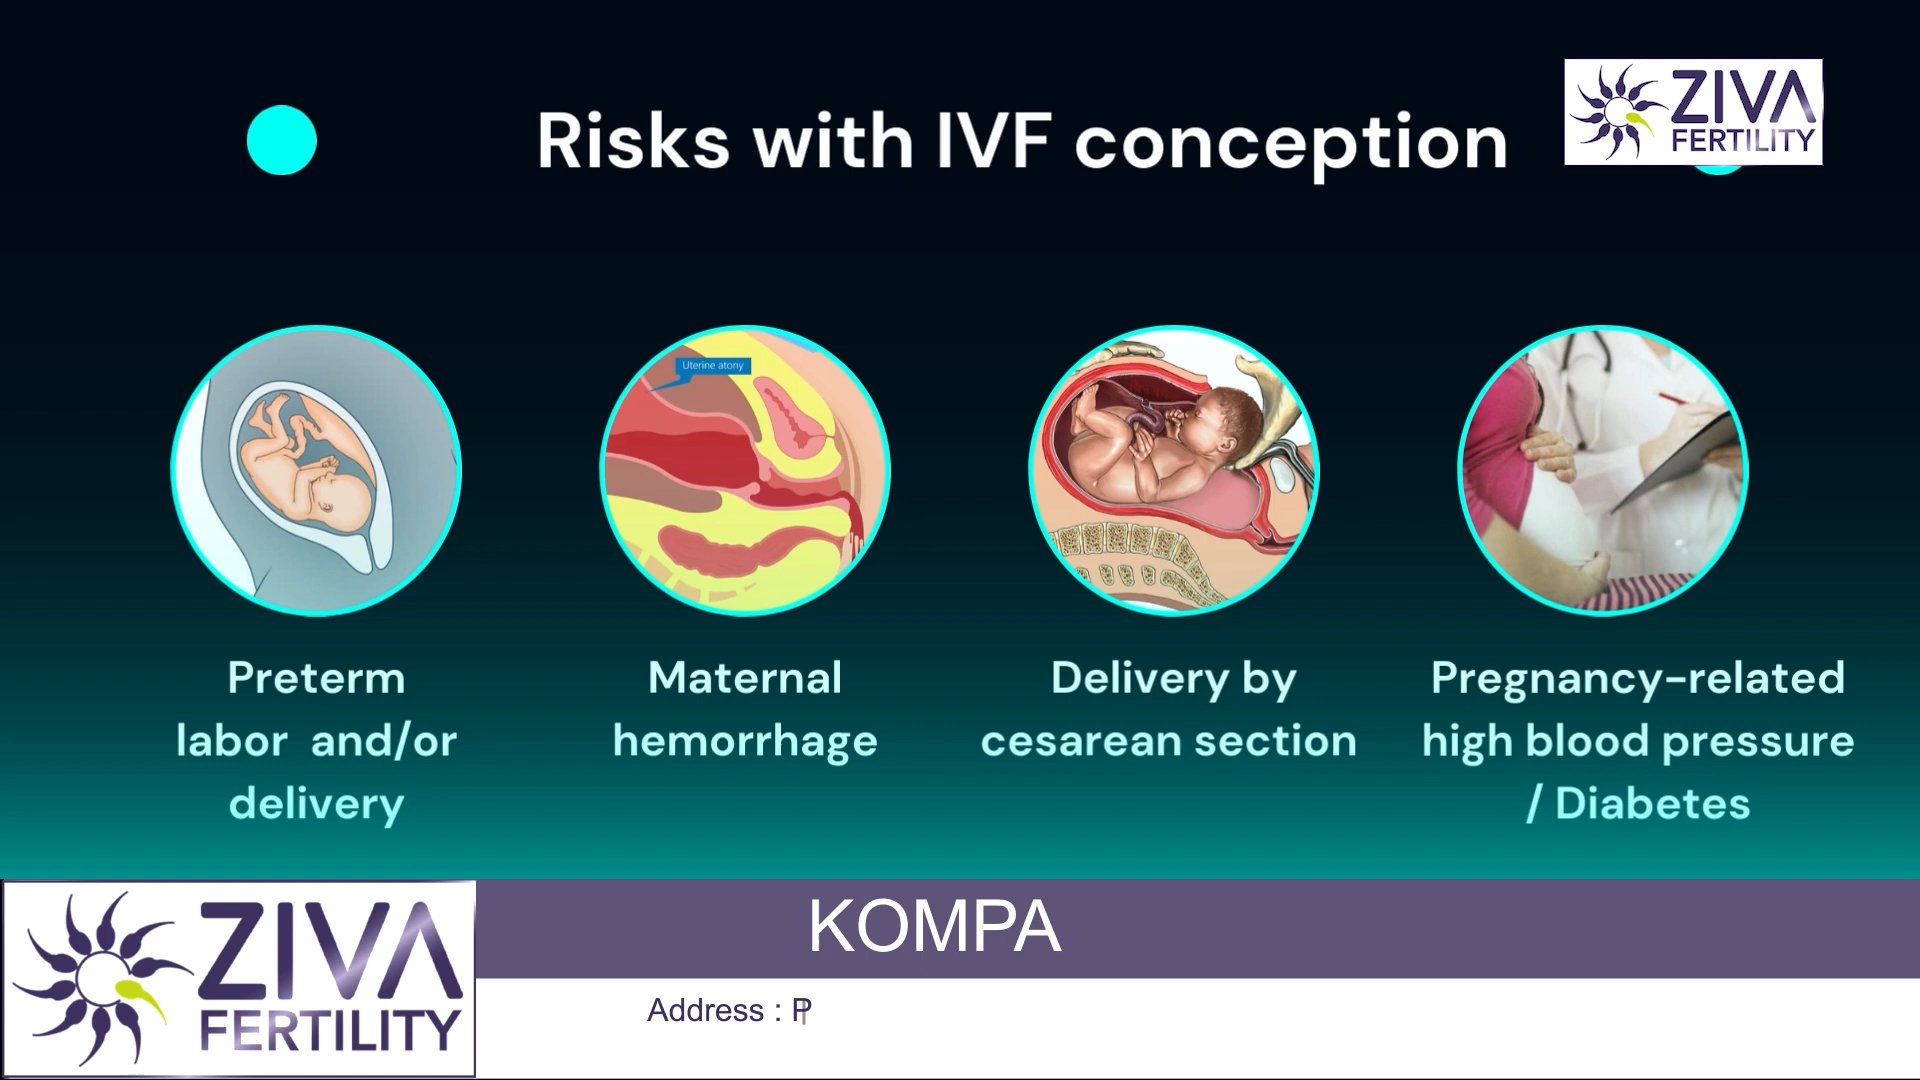 Risks with IVF conception
ZIVA
FERTILITY
Uterine atony
Preterm
labor and/or
delivery
Maternal
hemorrhage
Delivery by
cesarean section
Pregnancy-related
high blood pressure
/ Diabetes
ZIVA
FERTILITY
KOMPA
Address : P